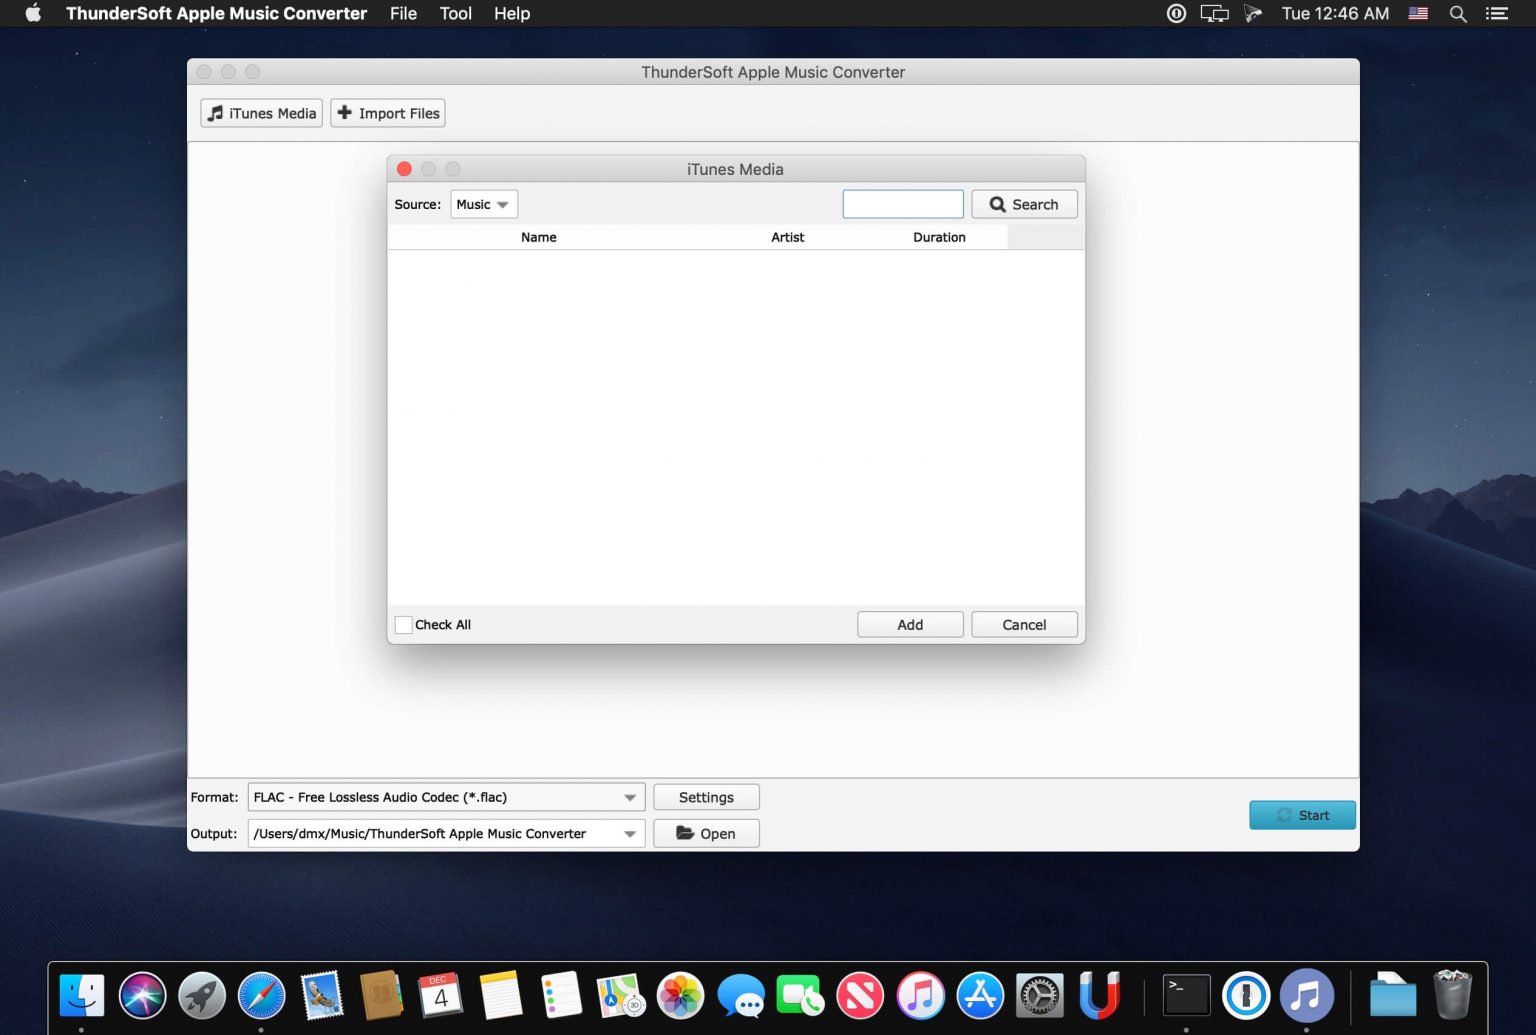 ThunderSoft Apple Music Converter File Tool Help Tue 12:46 AM
ThunderSoft Apple Music Converter
iTunes Media Import Files
iTunes Media
Source: Music Search
Name Artist Duration
Check All Add Cancel
Format: FLAC - Free Lossless Audio Codec (*.flac) Settings
Start
Output: /Users/dmx/Music/ThunderSoft Apple Music Converter Open
DEC
4
3D
>_